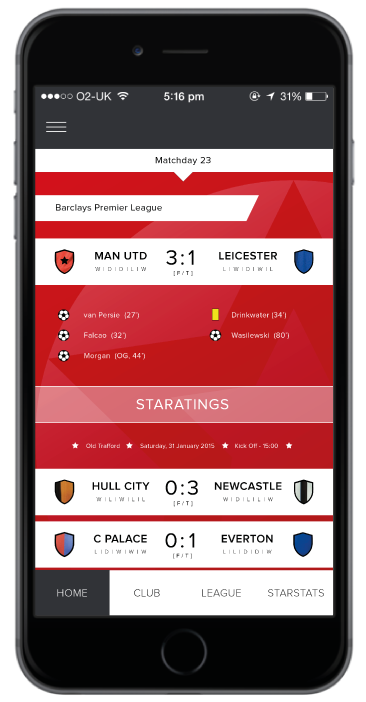 O2-UK 5:16 pm 31%
Matchday 23
Barclays Premier League
MAN UTD 3:1 LEICESTER
W|D|D|L|W [F/T] L|W|D|W|L
van Persie (27') Drinkwater (34')
Falcao (32') Wasilewski (80')
Morgan (OG, 44')
STARATINGS
Old Trafford Saturday, 31 January 2015 Kick Off - 15:00
HULL CITY 0:3 NEWCASTLE
W|L|W|L|L [F/T] W|D|L|L|W
C PALACE 0:1 EVERTON
L|D|W|W|W [F/T] L|L|D|D|W
HOME CLUB LEAGUE STARSTATS